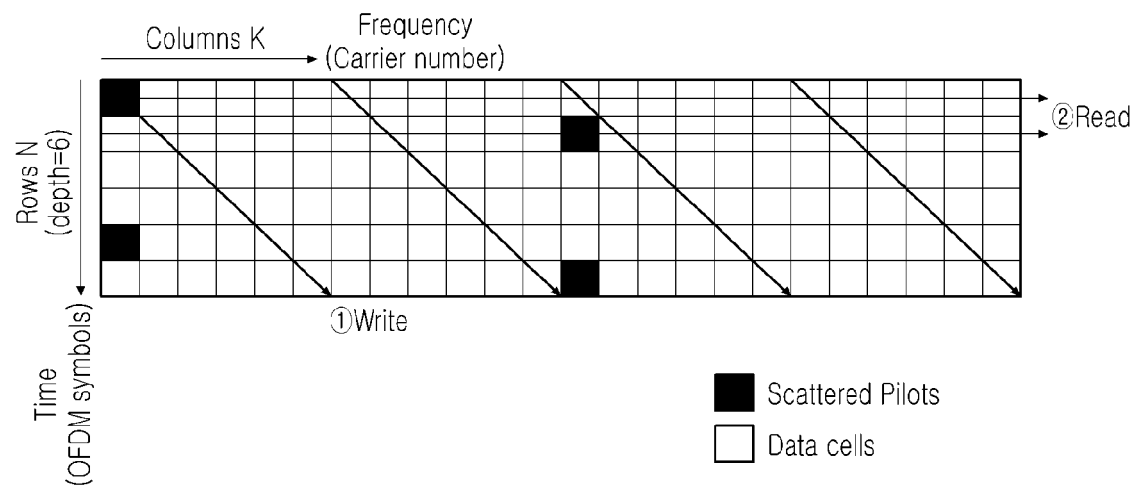 Columns K
Frequency
(Carrier number)
②Read
Rows N
(depth=6)
①Write
Time
(OFDM symbols)
Scattered Pilots
Data cells